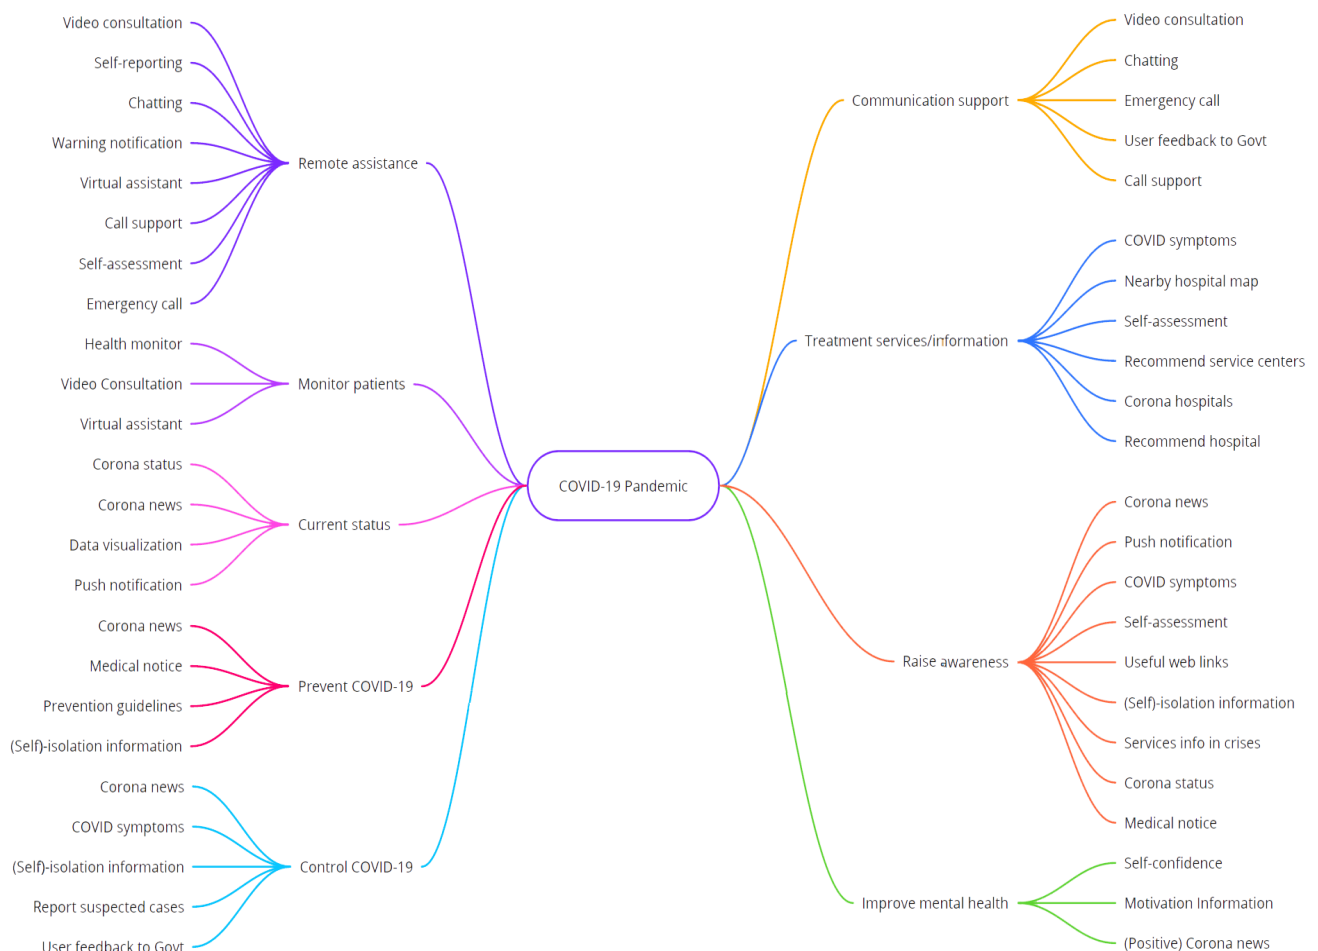 Video consultation
Self-reporting
Chatting
Warning notification
Virtual assistant
Call support
Self-assessment
Emergency call
Remote assistance
Health monitor
Video Consultation
Virtual assistant
Monitor patients
Corona status
Corona news
Data visualization
Push notification
Current status
Corona news
Medical notice
Prevention guidelines
(Self)-isolation information
Prevent COVID-19
Corona news
COVID symptoms
(Self)-isolation information
Report suspected cases
User feedback to Govt
Control COVID-19
COVID-19 Pandemic
Communication support
Video consultation
Chatting
Emergency call
User feedback to Govt
Call support
Treatment services/information
COVID symptoms
Nearby hospital map
Self-assessment
Recommend service centers
Corona hospitals
Recommend hospital
Raise awareness
Corona news
Push notification
COVID symptoms
Self-assessment
Useful web links
(Self)-isolation information
Services info in crises
Corona status
Medical notice
Improve mental health
Self-confidence
Motivation Information
(Positive) Corona news